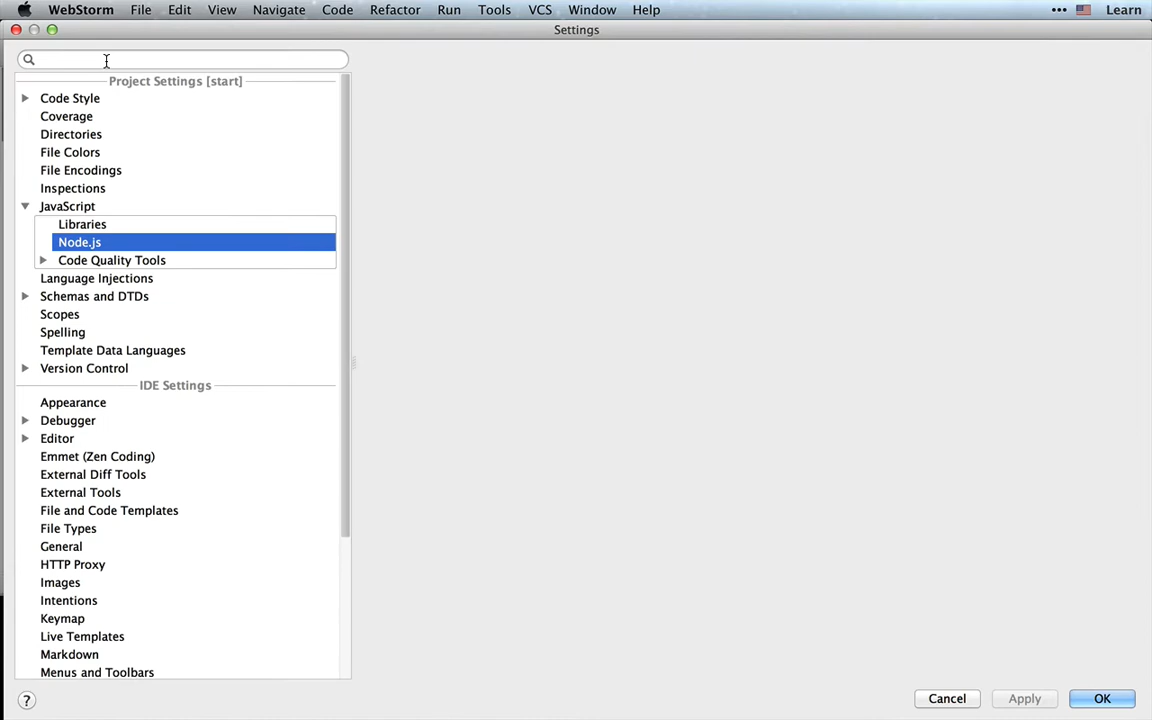 WebStorm File Edit View Navigate Code Refactor Run Tools VCS Window Help Learn
Settings
Project Settings [start]
Code Style
Coverage
Directories
File Colors
File Encodings
Inspections
JavaScript
Libraries
Node.js
Code Quality Tools
Language Injections
Schemas and DTDs
Scopes
Spelling
Template Data Languages
Version Control
IDE Settings
Appearance
Debugger
Editor
Emmet (Zen Coding)
External Diff Tools
External Tools
File and Code Templates
File Types
General
HTTP Proxy
Images
Intentions
Keymap
Live Templates
Markdown
Menus and Toolbars
? Cancel Apply OK